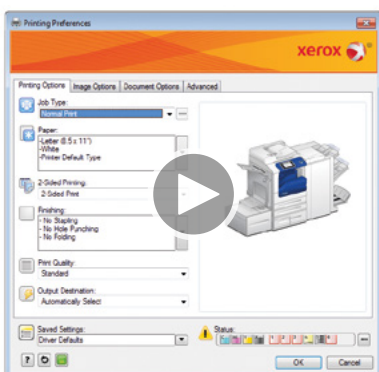 Printing Preferences
xerox
Printing Options Image Options Document Options Advanced
Job Type:
Normal Print
Paper:
-Letter (8.5 x 11")
-White
-Printer Default Type
2-Sided Printing:
2-Sided Print
Finishing:
- No Stapling
- No Hole Punching
- No Folding
Print Quality:
Standard
Output Destination:
Automatically Select
Saved Settings:
Driver Defaults
Status:
? 
OK Cancel